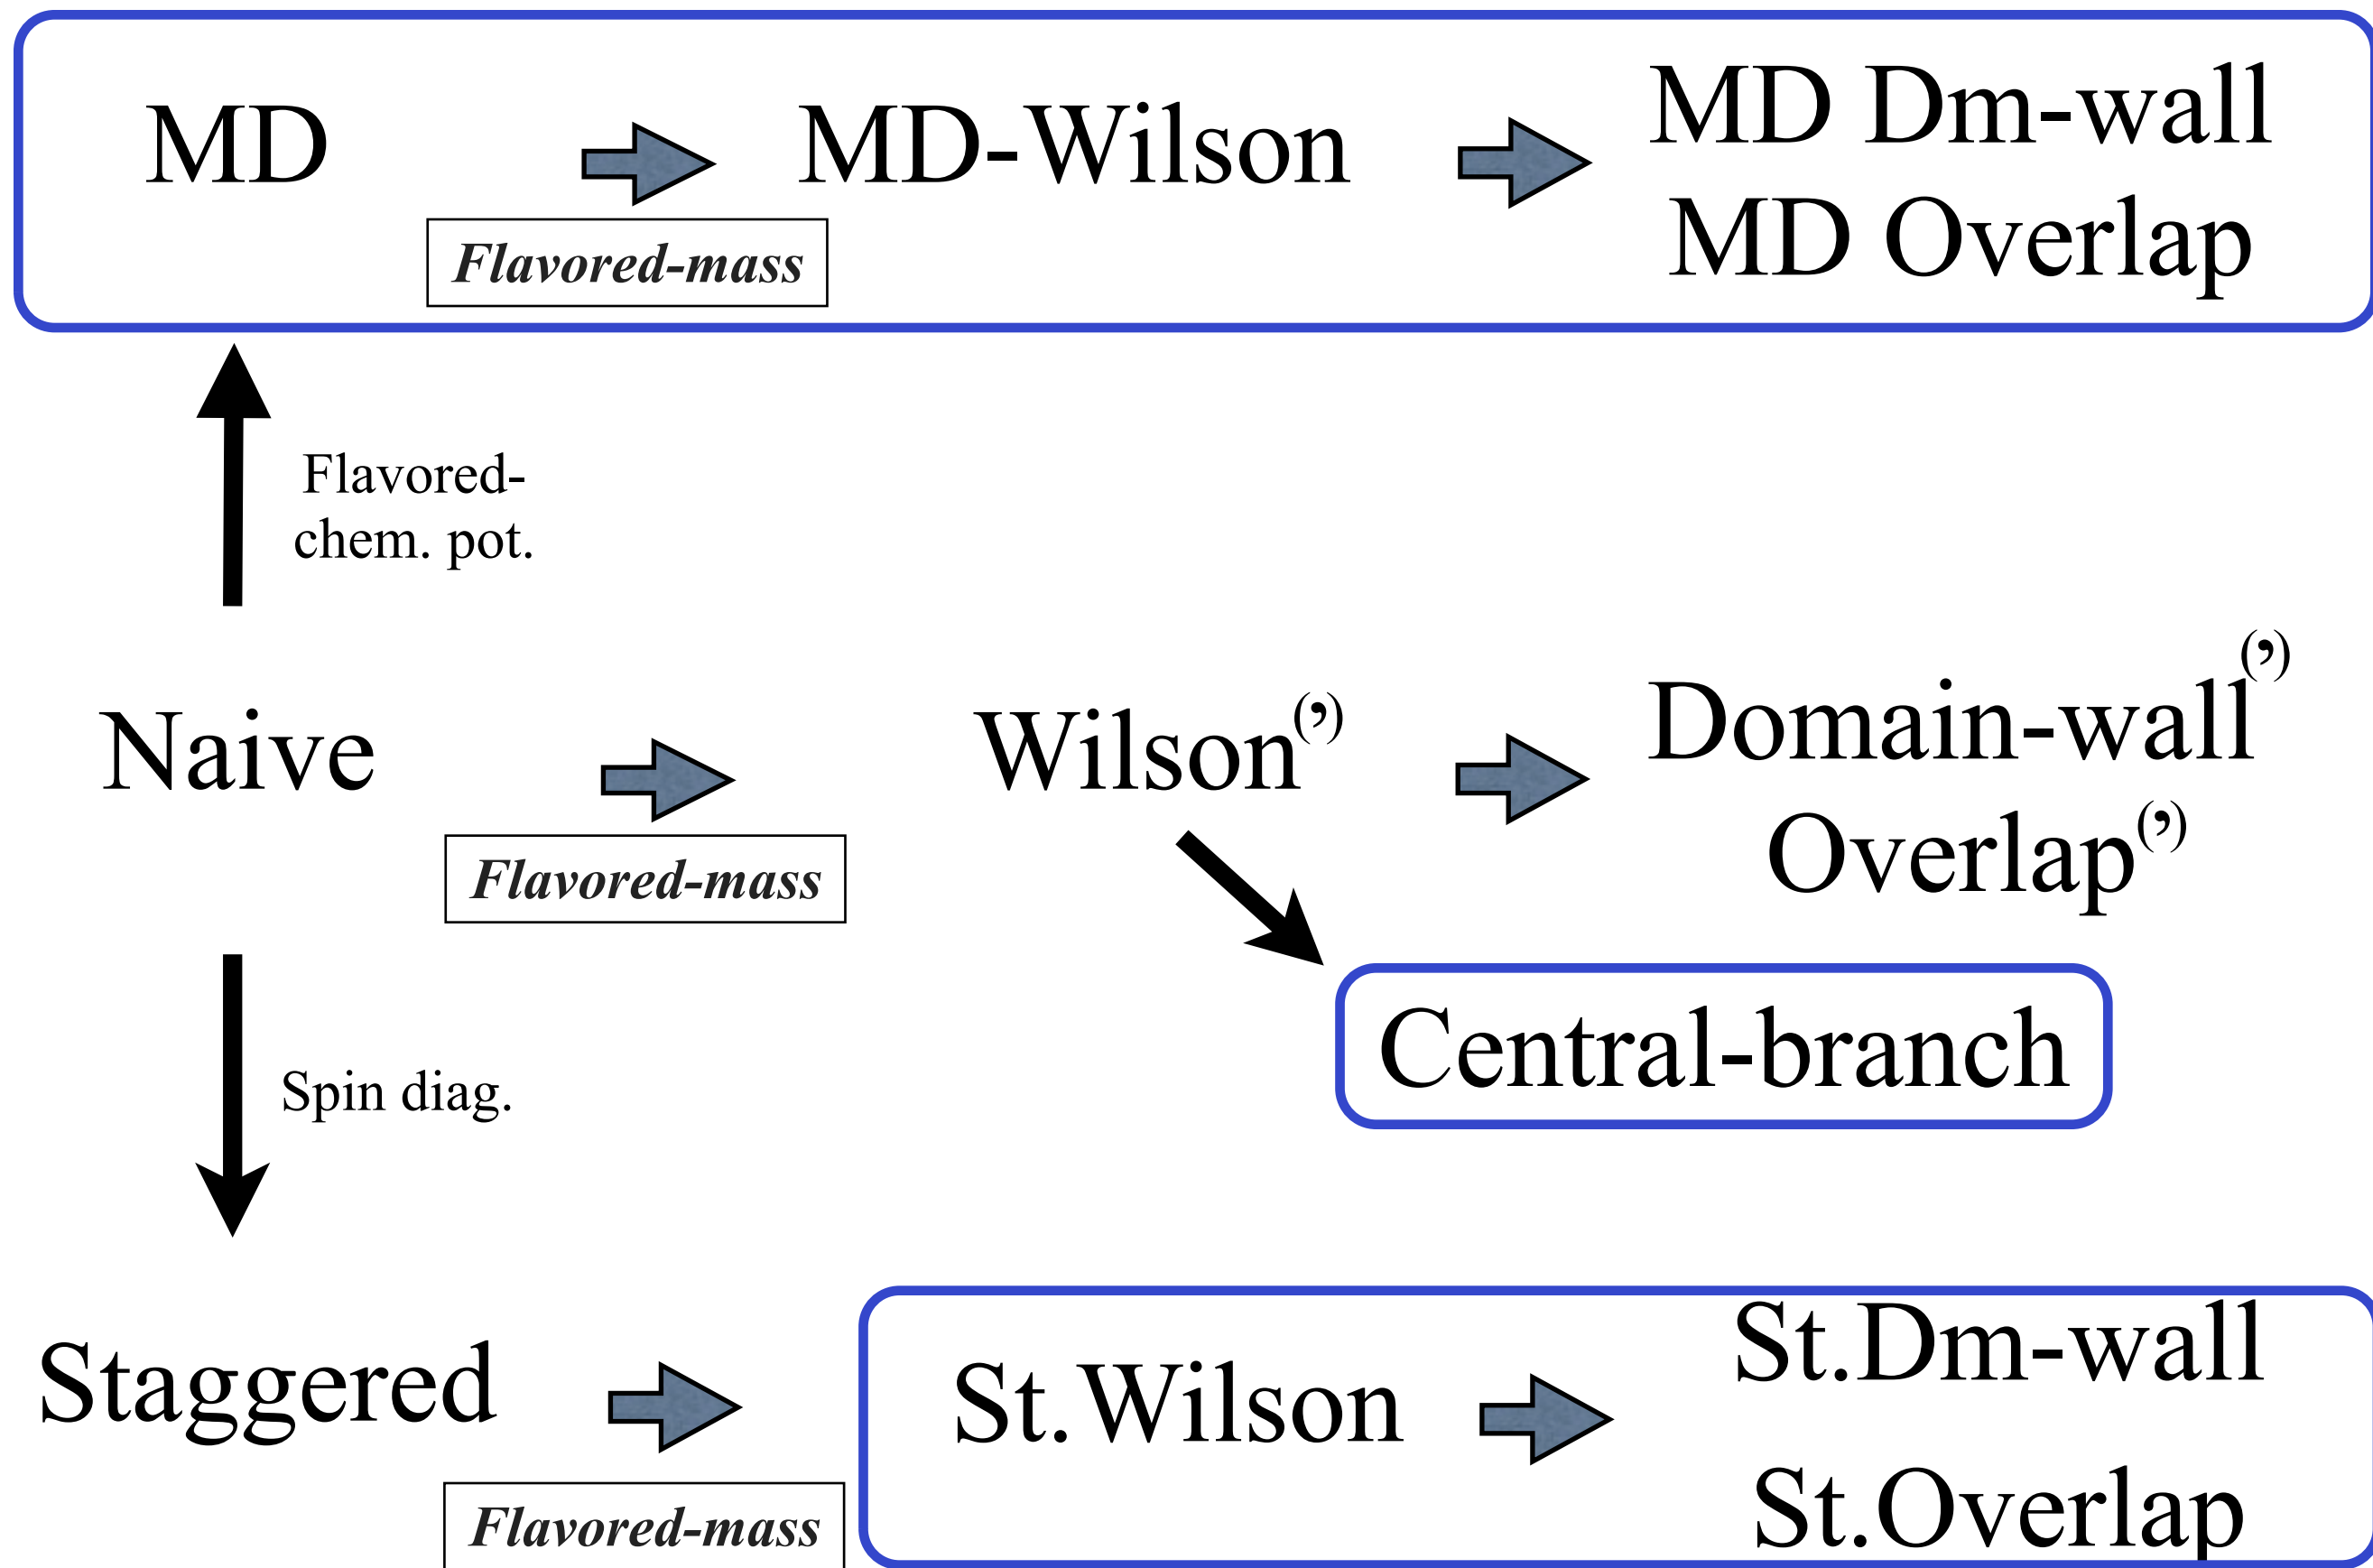 MD
MD-Wilson
MD Dm-wall
MD Overlap
Flavored-mass
Flavored-
chem. pot.
Naive
Wilson(’)
Domain-wall(’)
Overlap(’)
Flavored-mass
Central-branch
Spin diag.
Staggered
St.Wilson
St.Dm-wall
St.Overlap
Flavored-mass